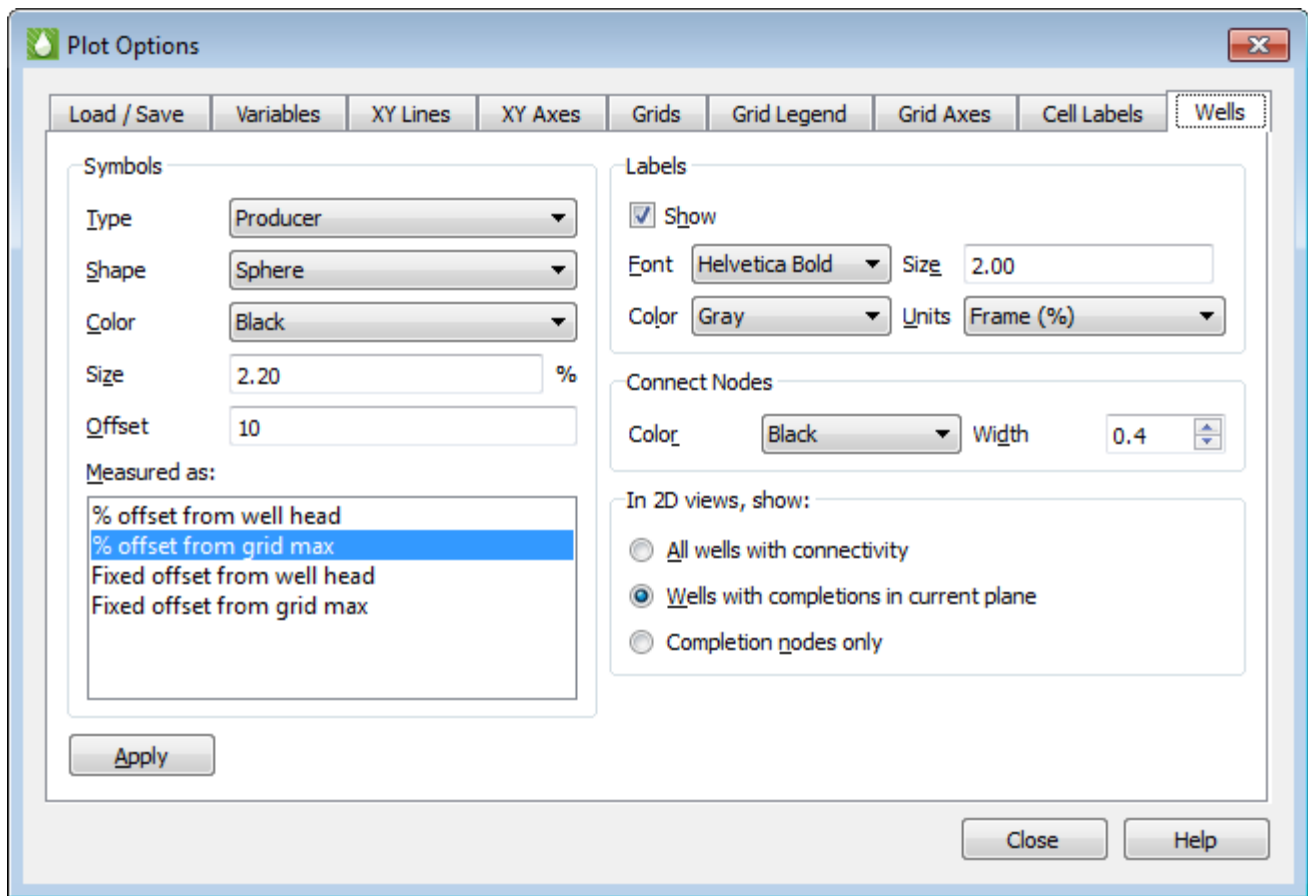 Plot Options
Load / Save Variables XY Lines XY Axes Grids Grid Legend Grid Axes Cell Labels Wells
Symbols
Type Producer
Shape Sphere
Color Black
Size 2.20 %
Offset 10
Measured as:
% offset from well head
% offset from grid max
Fixed offset from well head
Fixed offset from grid max
Apply
Labels
Show
Font Helvetica Bold Size 2.00
Color Gray Units Frame (%)
Connect Nodes
Color Black Width 0.4
In 2D views, show:
All wells with connectivity
Wells with completions in current plane
Completion nodes only
Close Help